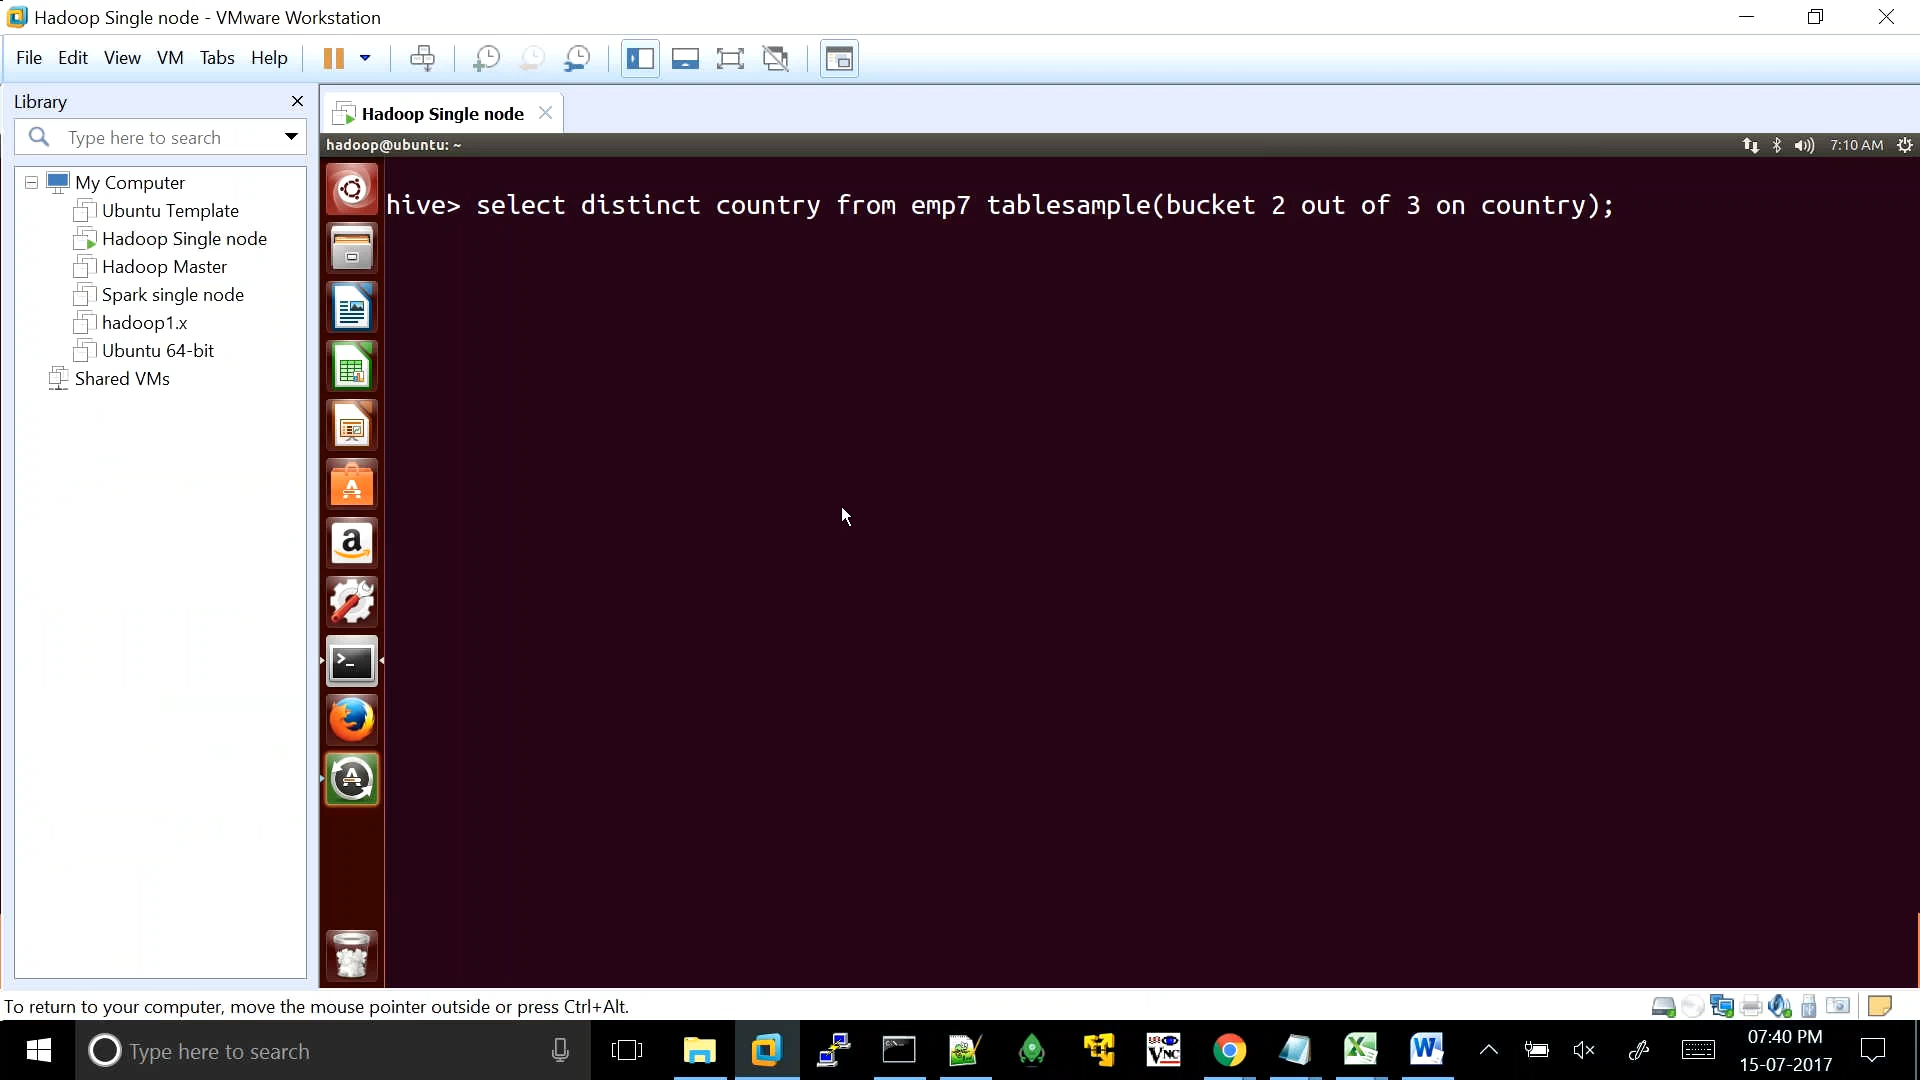 Hadoop Single node - VMware Workstation
File Edit View VM Tabs Help
Library
Type here to search
My Computer
Ubuntu Template
Hadoop Single node
Hadoop Master
Spark single node
hadoop1.x
Ubuntu 64-bit
Shared VMs
Hadoop Single node
hadoop@ubuntu: ~
7:10 AM
hive> select distinct country from emp7 tablesample(bucket 2 out of 3 on country);
To return to your computer, move the mouse pointer outside or press Ctrl+Alt.
Type here to search
07:40 PM
15-07-2017